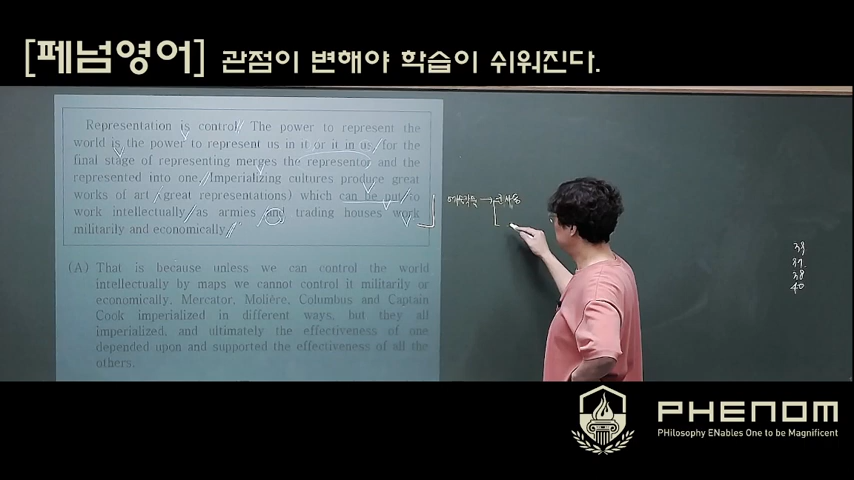 [페넘영어] 관점이 변해야 학습이 쉬워진다.
Representation is control. The power to represent the
world is the power to represent us in it or it in us, for the
final stage of representing merges the representor and the
represented into one. Imperializing cultures produce great
works of art (great representations) which can be put to
work intellectually as armies and trading houses work
militarily and economically.
(A) That is because unless we can control the world
intellectually by maps we cannot control it militarily or
economically. Mercator, Molière, Columbus and Captain
Cook imperialized in different ways, but they all
imperialized, and ultimately the effectiveness of one
depended upon and supported the effectiveness of all the
others.
38
40
PHENOM
PHilosophy ENables One to be Magnificent